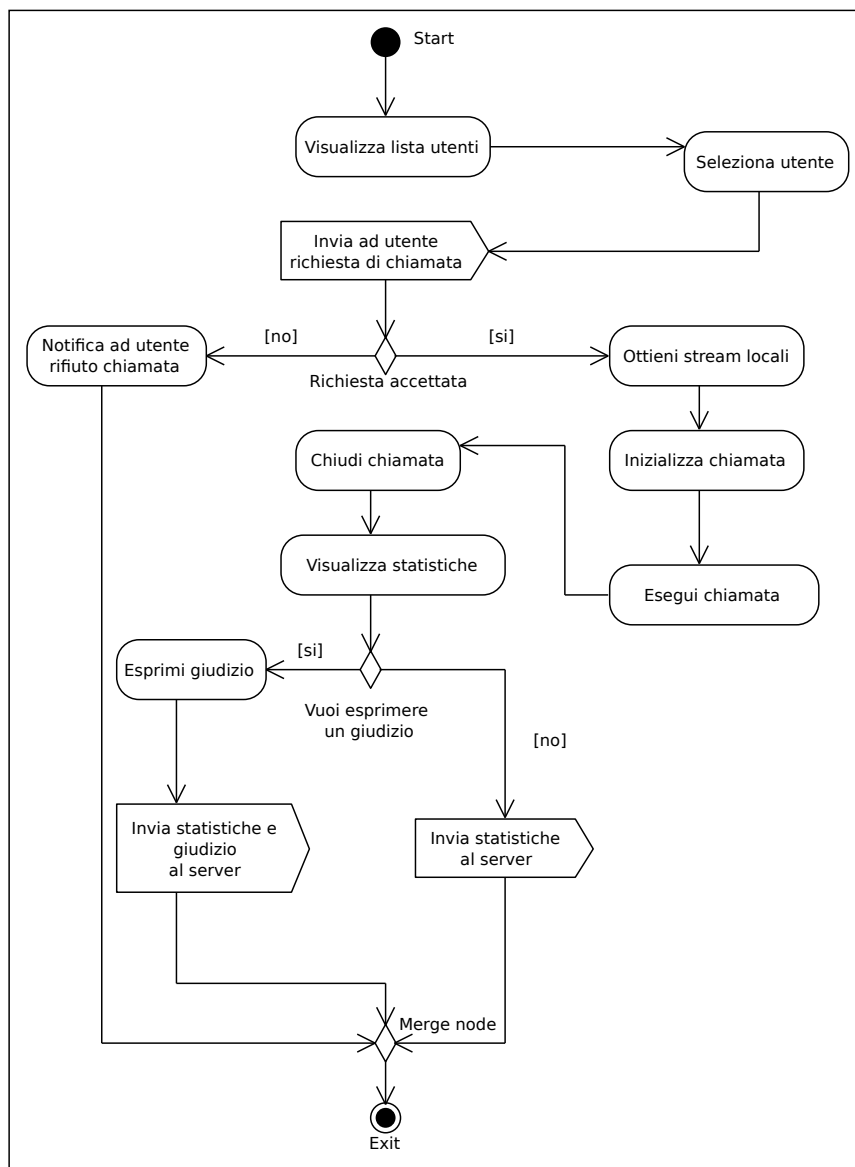 Start
Visualizza lista utenti
Seleziona utente
Invia ad utente
richiesta di chiamata
[no]
[si]
Notifica ad utente
rifiuto chiamata
Ottieni stream locali
Richiesta accettata
Chiudi chiamata
Inizializza chiamata
Visualizza statistiche
Esegui chiamata
[si]
Esprimi giudizio
Vuoi esprimere
un giudizio
[no]
Invia statistiche e
giudizio
al server
Invia statistiche
al server
Merge node
Exit